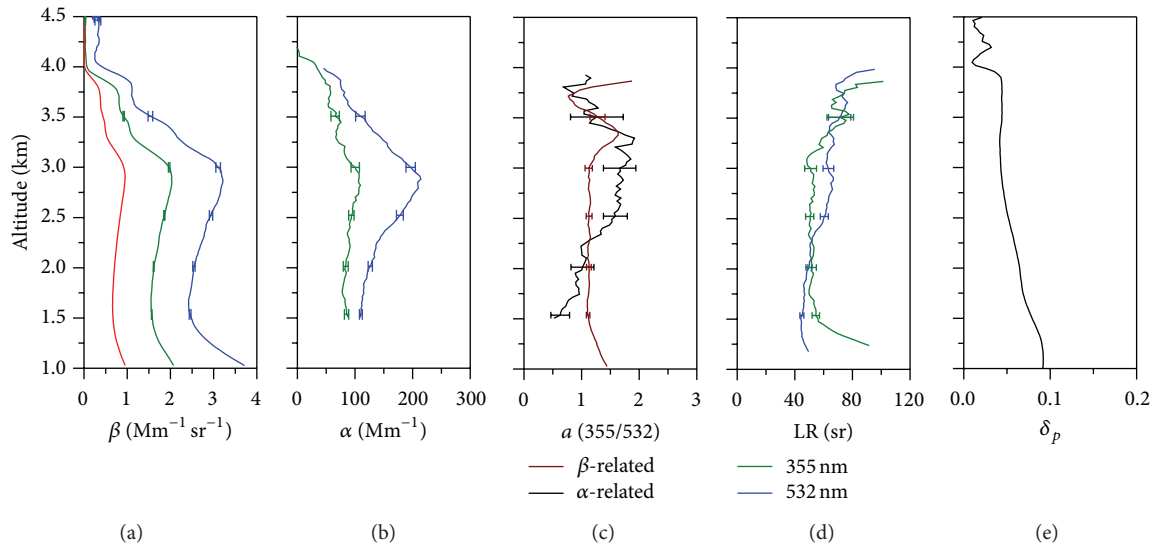 4.5
4.0
3.5
3.0
2.5
2.0
1.5
1.0
Altitude (km)
0 1 2 3 4
β (Mm⁻¹ sr⁻¹)
0 100 200 300
α (Mm⁻¹)
0 1 2 3
a (355/532)
β-related
α-related
40 60 80 100 120
LR (sr)
355 nm
532 nm
0.0 0.1 0.2
δₚ
(a) (b) (c) (d) (e)